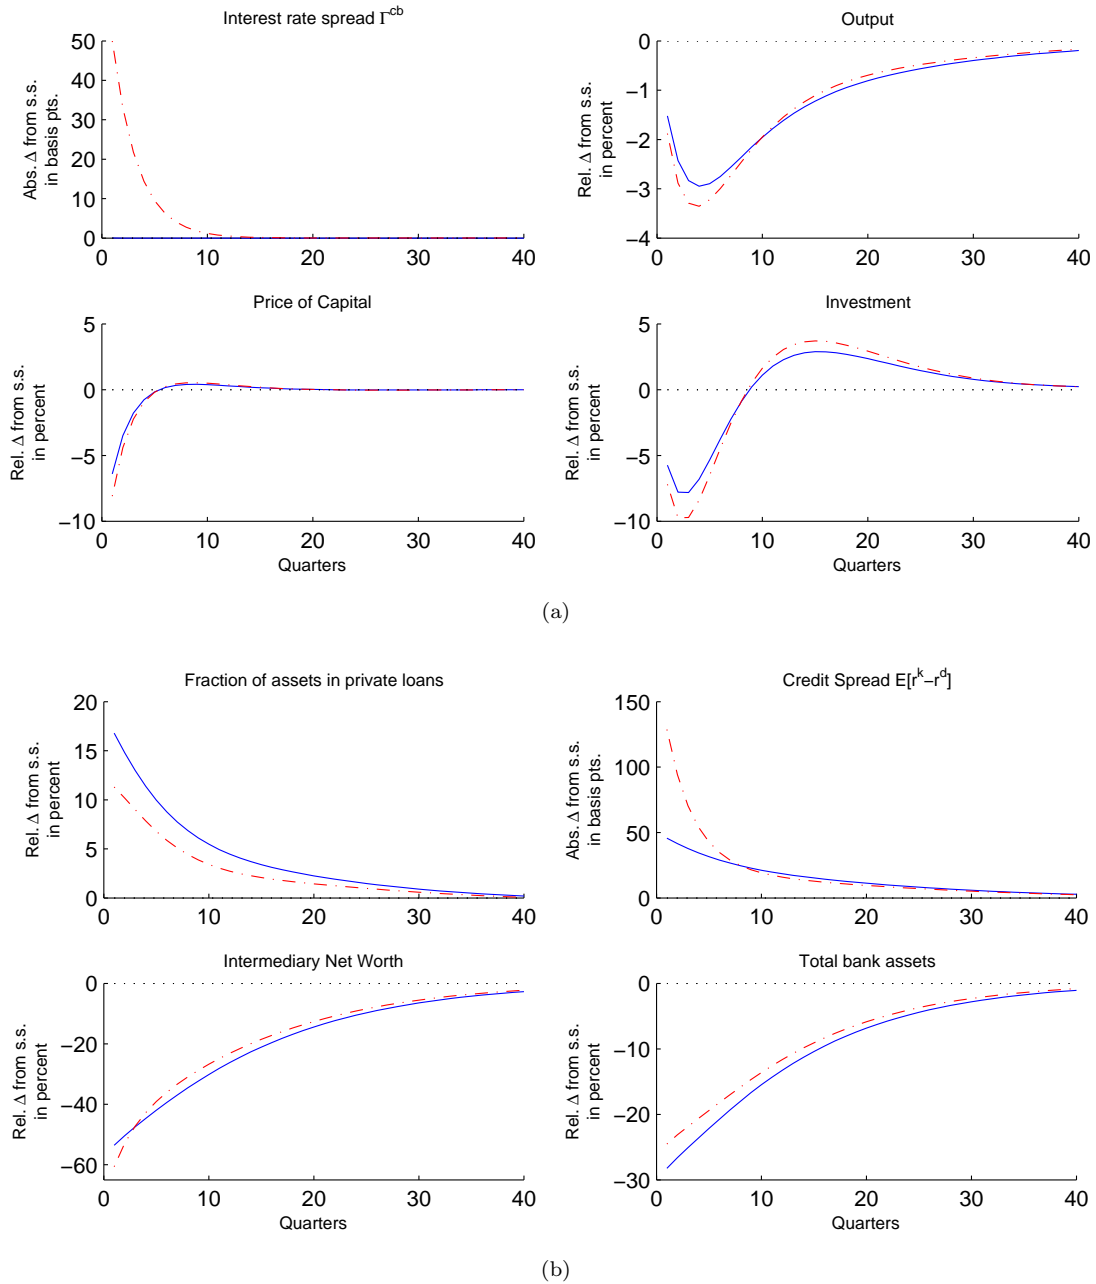 Interest rate spread Γcb
Abs. Δ from s.s.
in basis pts.
50
40
30
20
10
0
0 10 20 30 40
Output
Rel. Δ from s.s.
in percent
0
−1
−2
−3
−4
0 10 20 30 40
Price of Capital
Rel. Δ from s.s.
in percent
5
0
−5
−10
0 10 20 30 40
Quarters
Investment
Rel. Δ from s.s.
in percent
5
0
−5
−10
0 10 20 30 40
Quarters
(a)
Fraction of assets in private loans
Rel. Δ from s.s.
in percent
20
15
10
5
0
0 10 20 30 40
Credit Spread E[rk−rd]
Abs. Δ from s.s.
in basis pts.
150
100
50
0
0 10 20 30 40
Intermediary Net Worth
Rel. Δ from s.s.
in percent
0
−20
−40
−60
0 10 20 30 40
Quarters
Total bank assets
Rel. Δ from s.s.
in percent
0
−10
−20
−30
0 10 20 30 40
Quarters
(b)